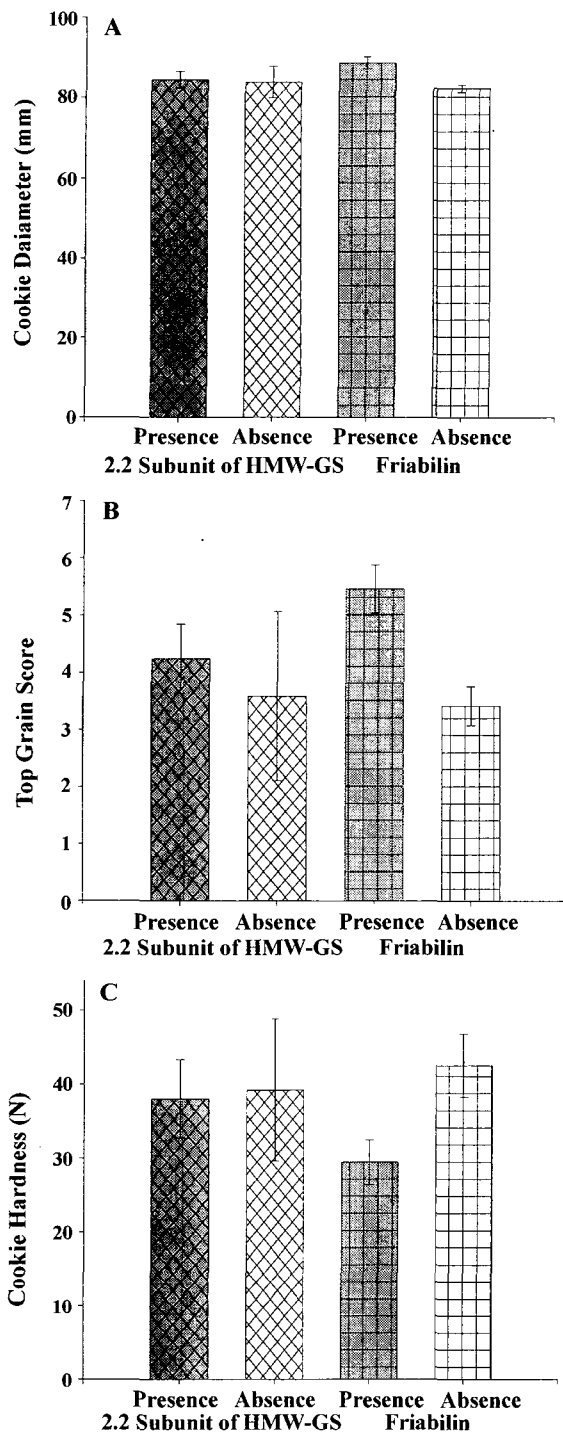 A
100
80
60
40
20
0
Cookie Daiameter (mm)
Presence Absence Presence Absence
2.2 Subunit of HMW-GS Friabilin
B
7
6
5
4
3
2
1
0
Top Grain Score
Presence Absence Presence Absence
2.2 Subunit of HMW-GS Friabilin
C
50
40
30
20
10
0
Cookie Hardness (N)
Presence Absence Presence Absence
2.2 Subunit of HMW-GS Friabilin